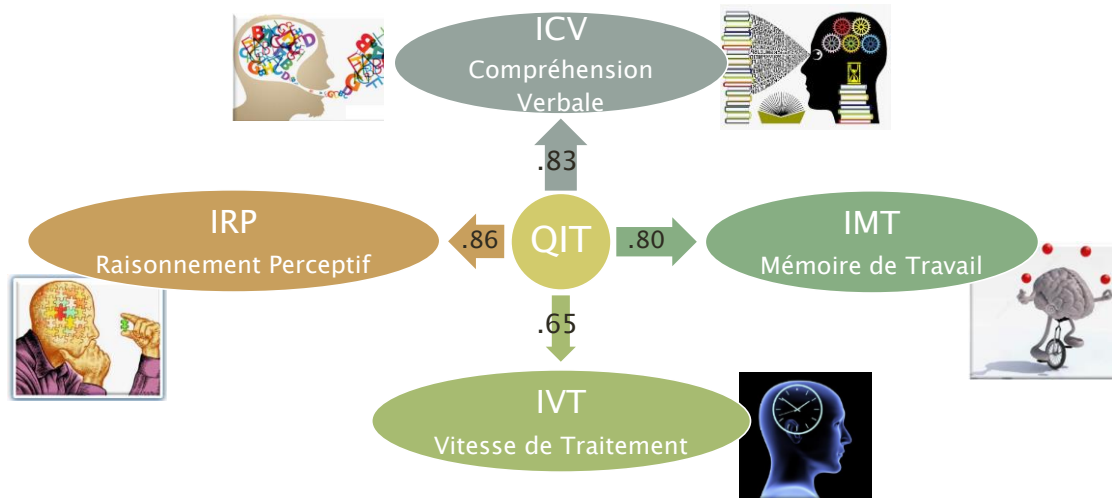 ICV
Compréhension
Verbale
.83
IRP
Raisonnement Perceptif
.86
QIT
.80
IMT
Mémoire de Travail
.65
IVT
Vitesse de Traitement